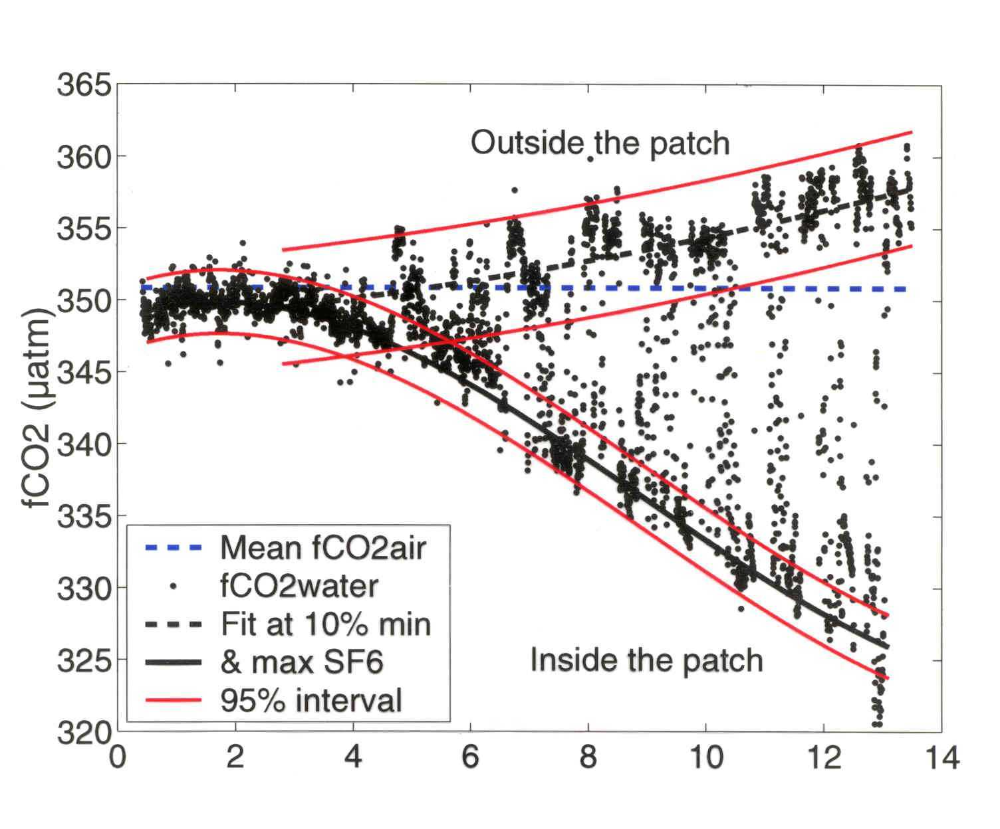 365
360
355
350
345
340
335
330
325
320
fCO2 (µatm)
Outside the patch
Inside the patch
Mean fCO2air
fCO2water
Fit at 10% min
& max SF6
95% interval
0 2 4 6 8 10 12 14